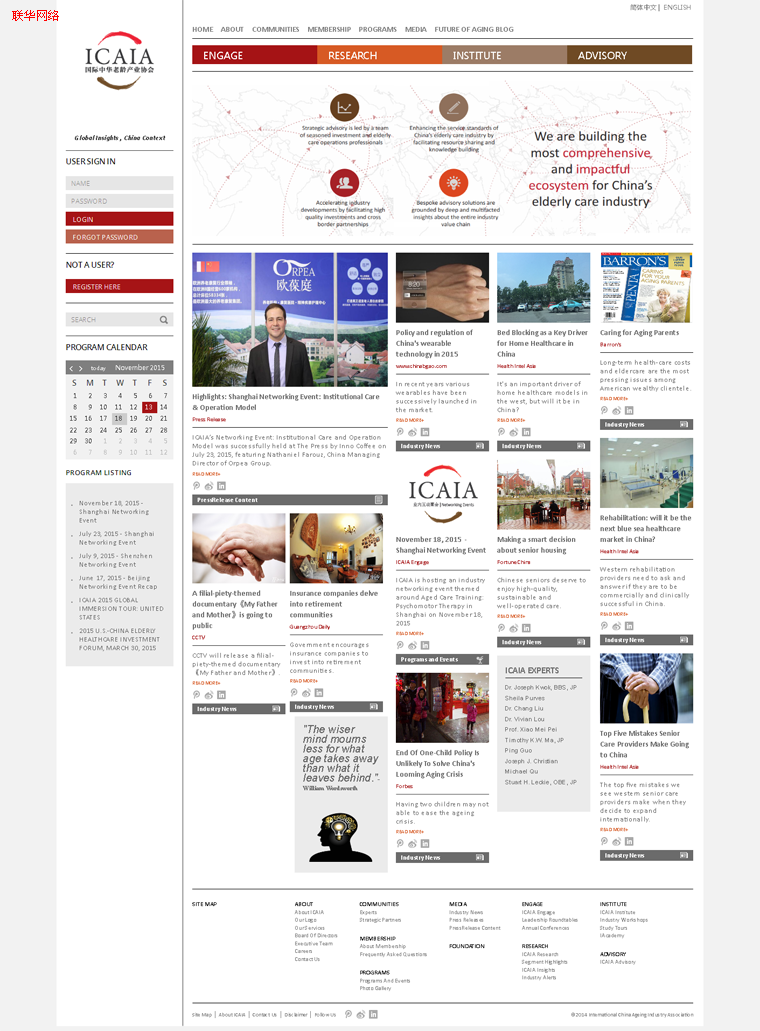 联华网络
简体中文 | ENGLISH
HOME ABOUT COMMUNITIES MEMBERSHIP PROGRAMS MEDIA FUTURE OF AGING BLOG
ENGAGE RESEARCH INSTITUTE ADVISORY
ICAIA
国际中华老龄产业协会
Global Insights , China Context
USER SIGN IN
NAME
PASSWORD
LOGIN
FORGOT PASSWORD
NOT A USER?
REGISTER HERE
SEARCH
PROGRAM CALENDAR
< > today November 2015
S M T W T F S
1 2 3 4 5 6 7
8 9 10 11 12 13 14
15 16 17 18 19 20 21
22 23 24 25 26 27 28
29 30 1 2 3 4 5
6 7 8 9 10 11 12
PROGRAM LISTING
November 18, 2015 -
Shanghai Networking
Event
July 23, 2015 - Shanghai
Networking Event
July 9, 2015 - Shenzhen
Networking Event
June 17, 2015 - Beijing
Networking Event Recap
ICAIA 2015 GLOBAL
IMMERSION TOUR: UNITED
STATES
2015 U.S.-CHINA ELDERLY
HEALTHCARE INVESTMENT
FORUM, MARCH 30, 2015
Strategic advisory is led by a team
of seasoned investment and elderly
care operations professionals
Enhancing the service standards of
China's elderly care industry by
facilitating resource sharing and
knowledge building
Accelerating igdustry
developments by facilitating high
quality investments and cross
border partnerships
Bespoke advisory solutions are
grounded by deep and multifacted
insights about the entire industry
value chain
We are building the
most comprehensive
and impactful
ecosystem for China's
elderly care industry
ORPEA
欧葆庭
Highlights: Shanghai Networking Event: Institutional Care
& Operation Model
Press Release
ICAIA's Networking Event: Institutional Care and Operation
Model was successfully held at The Press by Inno Coffee on
July 23, 2015, featuring Nathaniel Farouz, China Managing
Director of Orpea Group.
READ MORE+
Press Release Content
A filial-piety-themed
documentary 《My Father
and Mother》is going to
public
CCTV
CCTV will release a filial-
piety-themed documentary
《My Father and Mother》.
READ MORE+
Industry News
Insurance companies delve
into retirement
communities
Guangzhou Daily
Government encourages
insurance companies to
invest into retirement
communities.
READ MORE+
Industry News
"The wiser
mind mourns
less for what
age takes away
than what it
leaves behind.".
William Wordsworth
8:20
Policy and regulation of
China's wearable
technology in 2015
www.chinabgao.com
In recent years various
wearables have been
successively launched in
the market.
READ MORE+
Industry News
ICAIA
November 18, 2015 -
Shanghai Networking Event
ICAIA Engage
ICAIA is hosting an industry
networking event themed
around Aged Care Training:
Psychomotor Therapy in
Shanghai on November 18,
2015
READ MORE+
Programs and Events
End Of One-Child Policy Is
Unlikely To Solve China's
Looming Aging Crisis
Forbes
Having two children may not
able to ease the ageing
crisis.
READ MORE+
Industry News
Bed Blocking as a Key Driver
for Home Healthcare in
China
Health Intel Asia
It's an important driver of
home healthcare models in
the west, but will it be in
China?
READ MORE+
Industry News
Making a smart decision
about senior housing
Fortune China
Chinese seniors deserve to
enjoy high-quality,
sustainable and
well-operated care.
READ MORE+
Industry News
ICAIA EXPERTS
Dr. Joseph Kwok, BBS, JP
Sheila Purves
Dr. Chang Liu
Dr. Vivian Lou
Prof. Xiao Mei Pei
Timothy K.W. Ma, JP
Ping Guo
Joseph J. Christian
Michael Qu
Stuart H. Leckie, OBE, JP
BARRON'S
PENTA
CARING
FOR YOUR
AGING PARENTS
Caring for Aging Parents
Barron's
Long-term health-care costs
and eldercare are the most
pressing issues among
American wealthy clientele.
READ MORE+
Industry News
Rehabilitation: will it be the
next blue sea healthcare
market in China?
Health Intel Asia
Western rehabilitation
providers need to ask and
answer if they are to be
commercially and clinically
successful in China.
READ MORE+
Industry News
Top Five Mistakes Senior
Care Providers Make Going
to China
Health Intel Asia
The top five mistakes we
see western senior care
providers make when they
decide to expand
internationally.
READ MORE+
Industry News
SITE MAP
ABOUT
About ICAIA
Our Logo
Our Services
Board Of Directors
Executive Team
Careers
Contact Us
COMMUNITIES
Experts
Strategic Partners
MEMBERSHIP
About Membership
Frequently Asked Questions
PROGRAMS
Programs And Events
Photo Gallery
MEDIA
Industry News
Press Releases
Press Release Content
FOUNDATION
ENGAGE
ICAIA Engage
Leadership Roundtables
Annual Conferences
RESEARCH
ICAIA Research
Segment Highlights
ICAIA Insights
Industry Alerts
INSTITUTE
ICAIA Institute
Industry Workshops
Study Tours
IAcademy
ADVISORY
ICAIA Advisory
Site Map | About ICAIA | Contact Us | Disclaimer | Follow Us
©2014 International China Ageing Industry Association